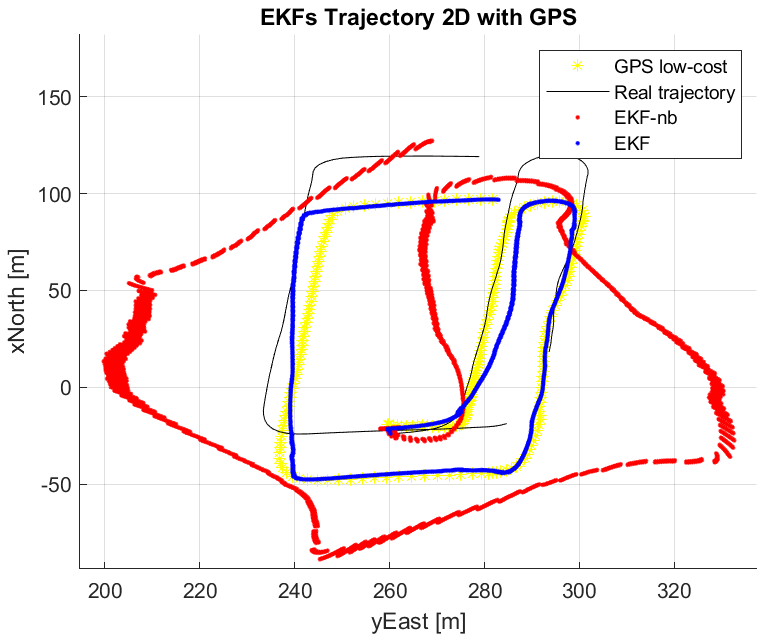 EKFs Trajectory 2D with GPS
GPS low-cost
Real trajectory
EKF-nb
EKF
150
100
50
0
-50
xNorth [m]
200
220
240
260
280
300
320
yEast [m]